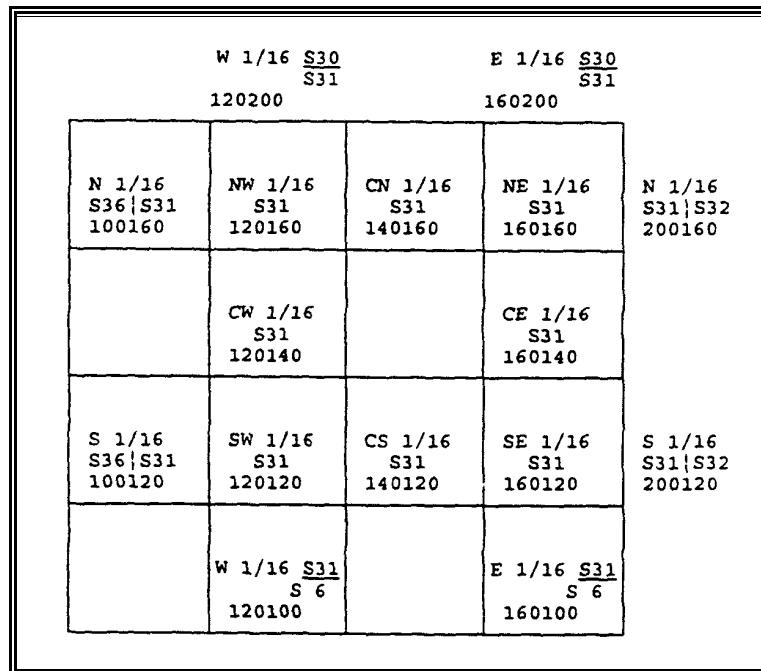 W 1/16 S30 E 1/16 S30
S31 S31
120200 160200
N 1/16 NW 1/16 CN 1/16 NE 1/16 N 1/16
S36|S31 S31 S31 S31 S31|S32
100160 120160 140160 160160 200160
CW 1/16 CE 1/16
S31 S31
120140 160140
S 1/16 SW 1/16 CS 1/16 SE 1/16 S 1/16
S36|S31 S31 S31 S31 S31|S32
100120 120120 140120 160120 200120
W 1/16 S31 E 1/16 S31
S 6 S 6
120100 160100